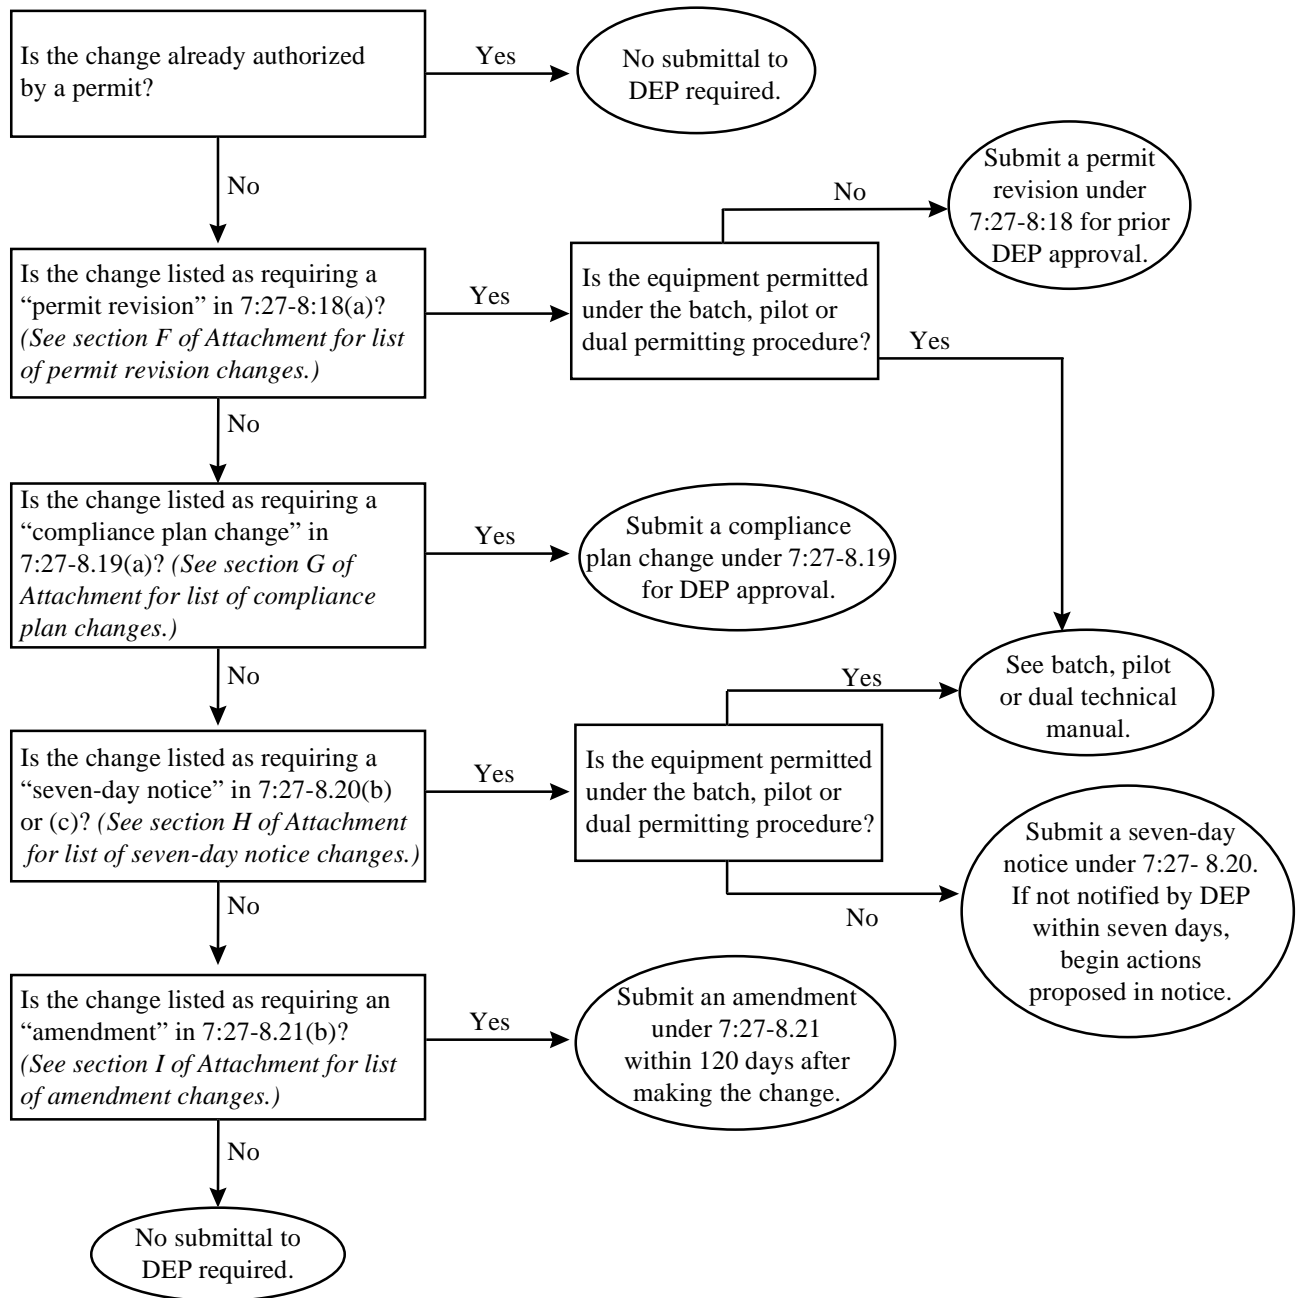 Is the change already authorized
by a permit?
Yes
No submittal to
DEP required.
No
Submit a permit
revision under
7:27-8:18 for prior
DEP approval.
No
Is the change listed as requiring a
“permit revision” in 7:27-8:18(a)?
(See section F of Attachment for list
of permit revision changes.)
Yes
Is the equipment permitted
under the batch, pilot or
dual permitting procedure?
Yes
No
Is the change listed as requiring a
“compliance plan change” in
7:27-8.19(a)? (See section G of
Attachment for list of compliance
plan changes.)
Yes
Submit a compliance
plan change under 7:27-8.19
for DEP approval.
No
See batch, pilot
or dual technical
manual.
Yes
Is the change listed as requiring a
“seven-day notice” in 7:27-8.20(b)
or (c)? (See section H of Attachment
for list of seven-day notice changes.)
Yes
Is the equipment permitted
under the batch, pilot or
dual permitting procedure?
No
Submit a seven-day
notice under 7:27- 8.20.
If not notified by DEP
within seven days,
begin actions
proposed in notice.
No
Is the change listed as requiring an
“amendment” in 7:27-8.21(b)?
(See section I of Attachment for list
of amendment changes.)
Yes
Submit an amendment
under 7:27-8.21
within 120 days after
making the change.
No
No submittal to
DEP required.